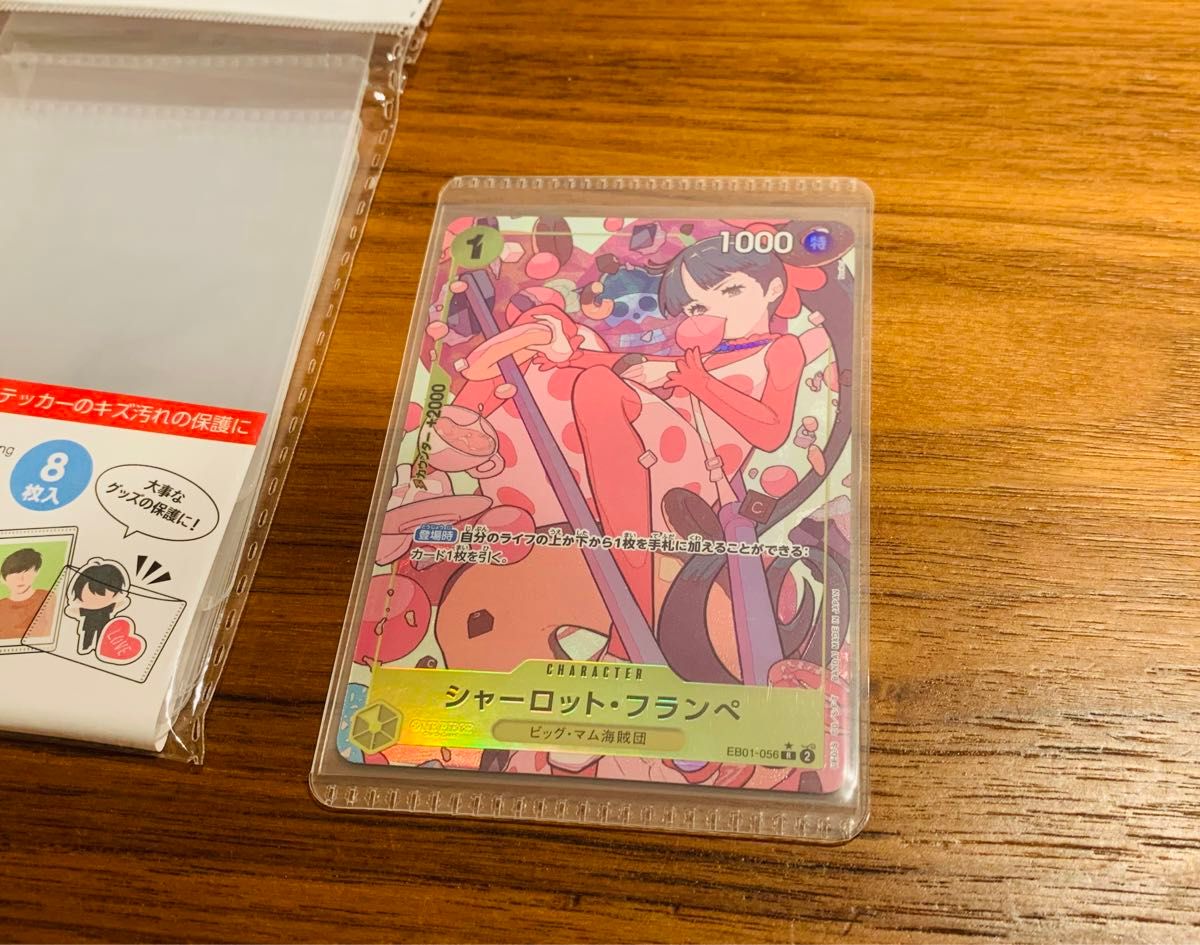 テッカーのキズ汚れの保護に
ng
8
枚入
大事な
グッズの保護に!
LOVE
1
1000
特
カウンター +2000
C
C
登場時 自分のライフの上か下から1枚を手札に加えることができる:
カード1枚を引く。
CHARACTER
シャーロット・フランペ
ONE PIECE
ビッグ・マム海賊団
EB01-056 R 2